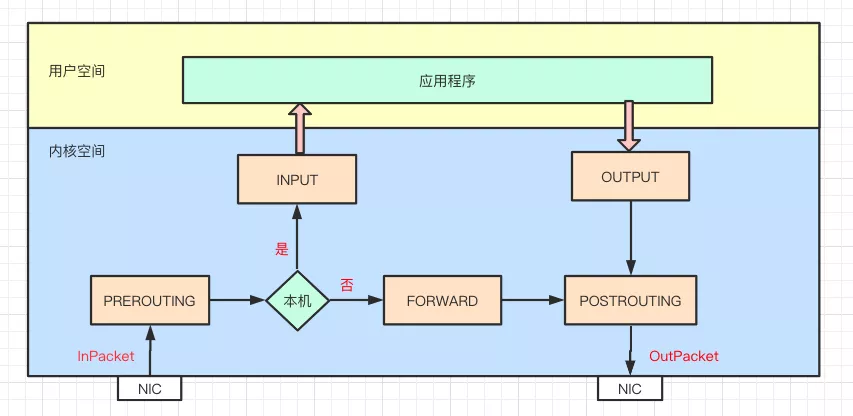 用户空间
应用程序
内核空间
INPUT
OUTPUT
是
否
PREROUTING
本机
FORWARD
POSTROUTING
InPacket
OutPacket
NIC
NIC